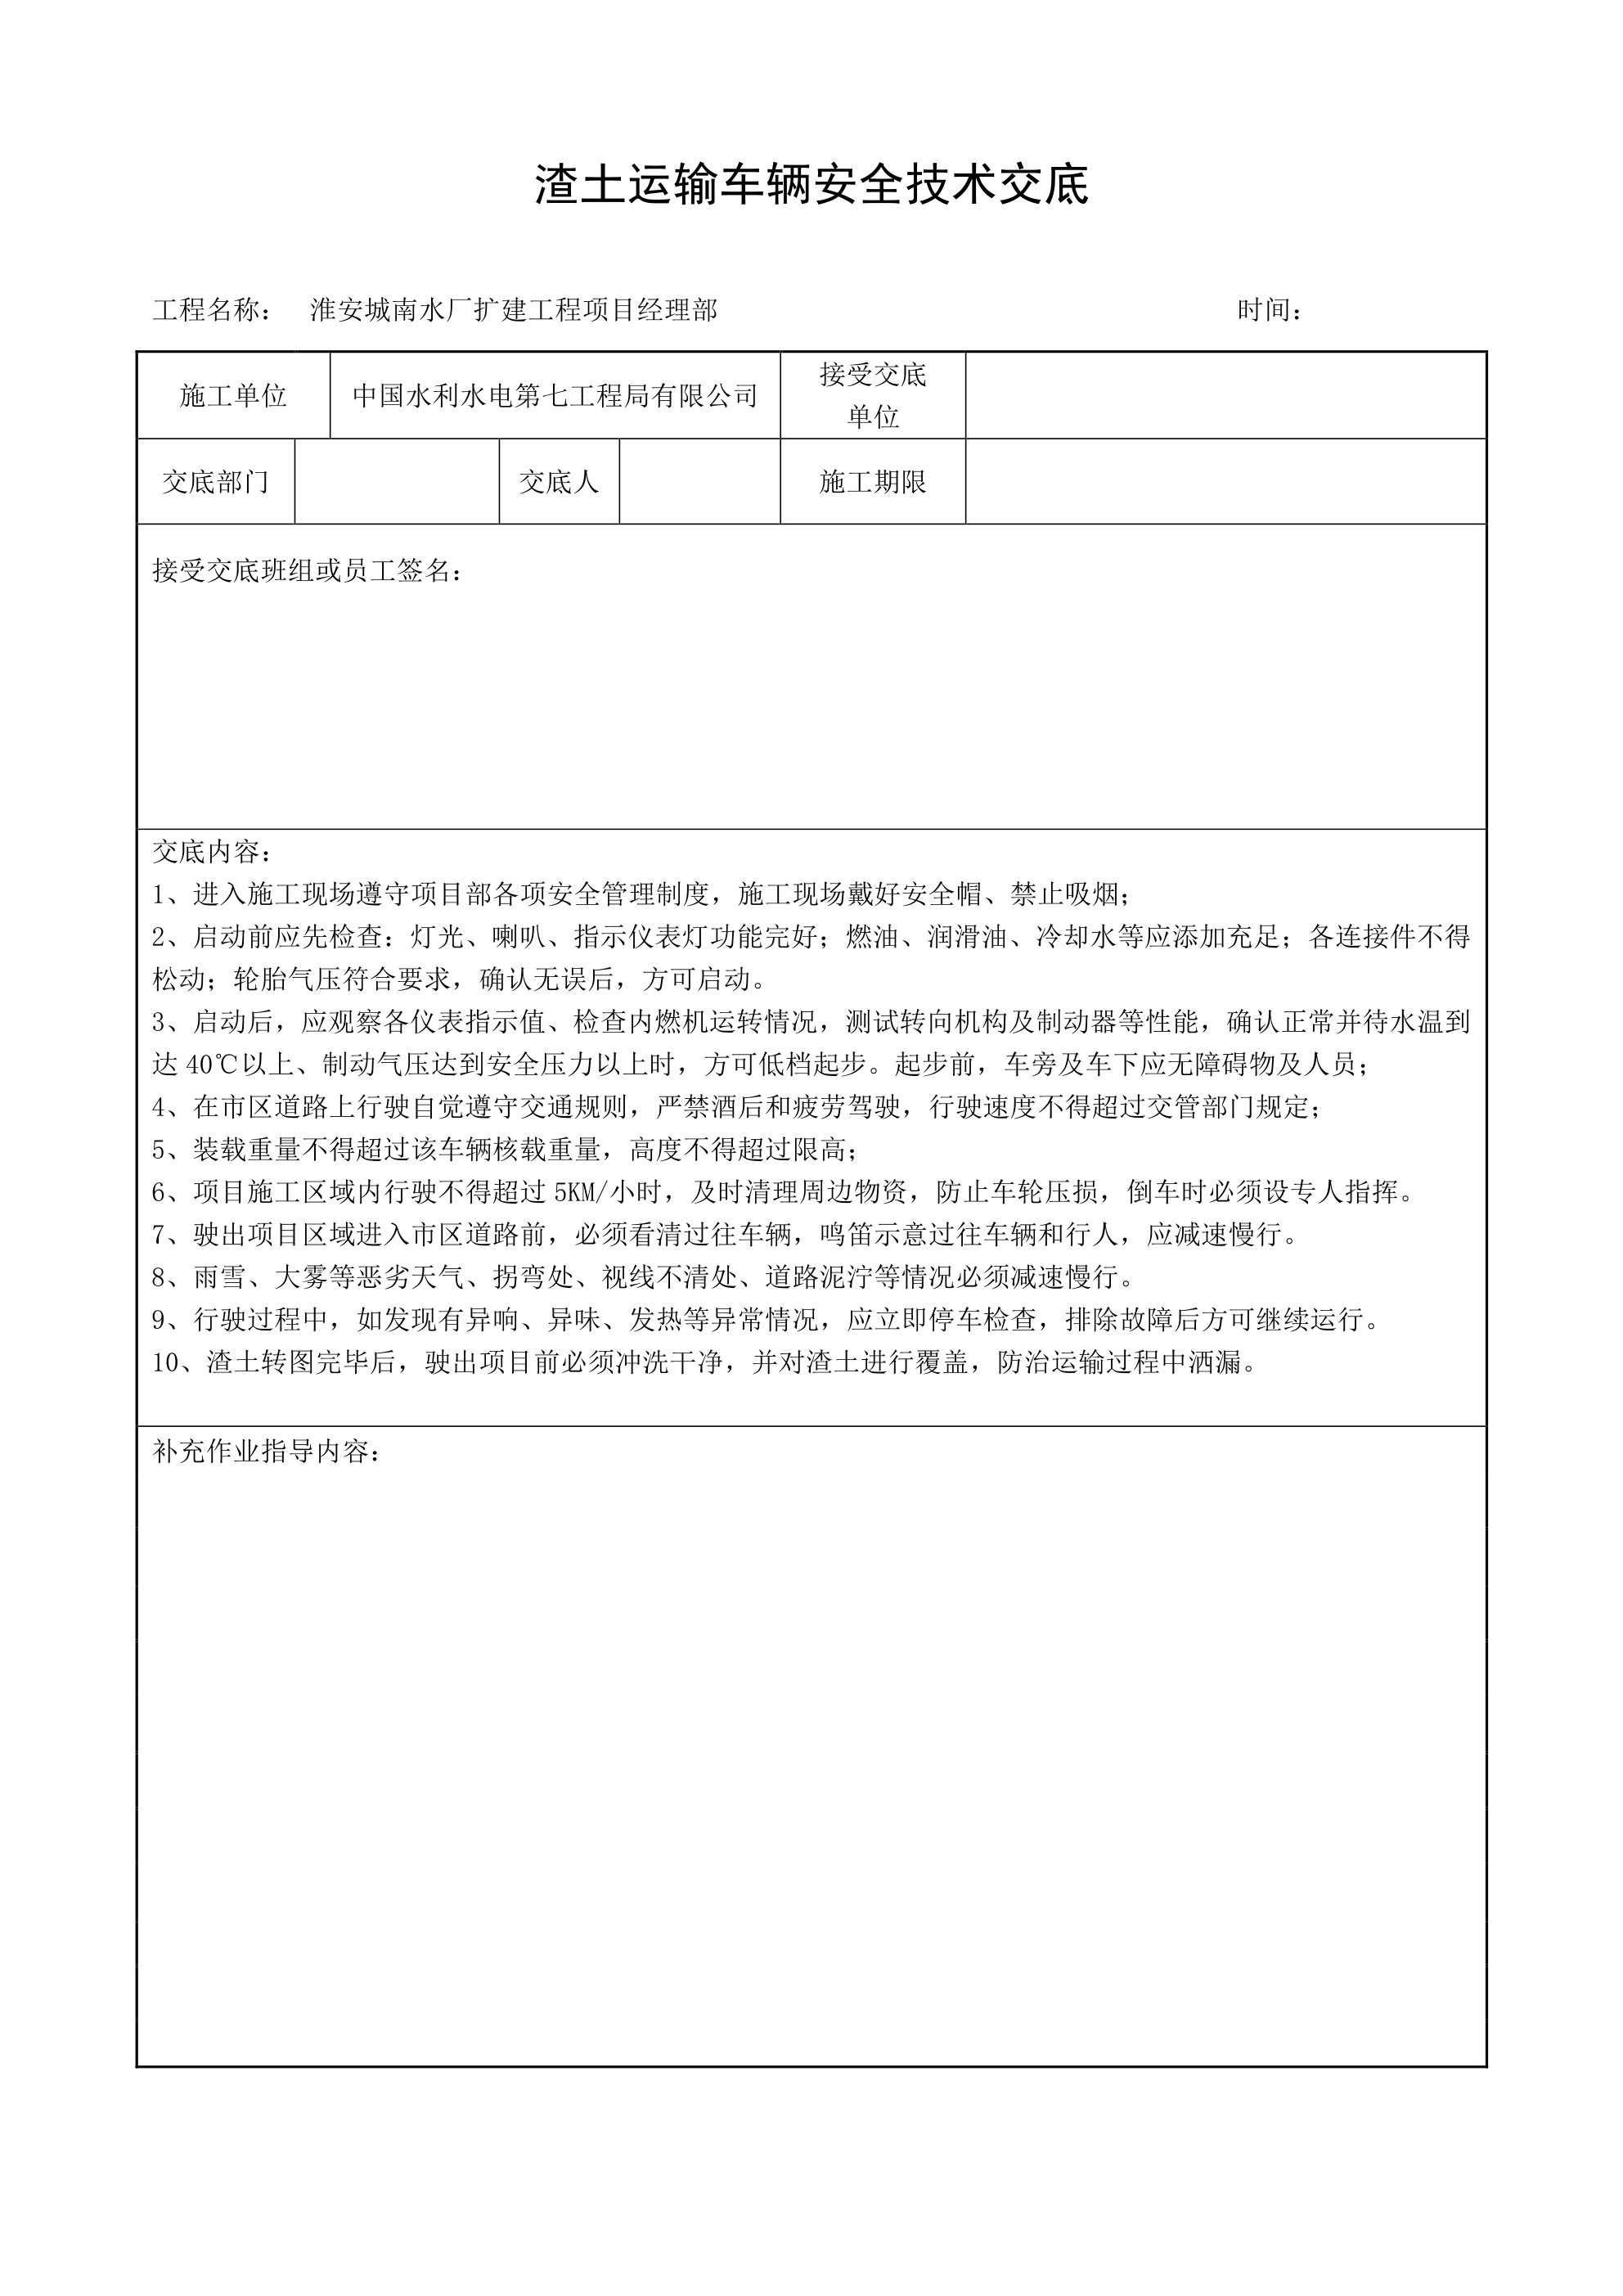 渣土运输车辆安全技术交底
工程名称： 淮安城南水厂扩建工程项目经理部 时间：
施工单位 中国水利水电第七工程局有限公司 接受交底
单位
交底部门 交底人 施工期限
接受交底班组或员工签名：
交底内容：
1、进入施工现场遵守项目部各项安全管理制度，施工现场戴好安全帽、禁止吸烟；
2、启动前应先检查：灯光、喇叭、指示仪表灯功能完好；燃油、润滑油、冷却水等应添加充足；各连接件不得
松动；轮胎气压符合要求，确认无误后，方可启动。
3、启动后，应观察各仪表指示值、检查内燃机运转情况，测试转向机构及制动器等性能，确认正常并待水温到
达 40℃以上、制动气压达到安全压力以上时，方可低档起步。起步前，车旁及车下应无障碍物及人员；
4、在市区道路上行驶自觉遵守交通规则，严禁酒后和疲劳驾驶，行驶速度不得超过交管部门规定；
5、装载重量不得超过该车辆核载重量，高度不得超过限高；
6、项目施工区域内行驶不得超过 5KM/小时，及时清理周边物资，防止车轮压损，倒车时必须设专人指挥。
7、驶出项目区域进入市区道路前，必须看清过往车辆，鸣笛示意过往车辆和行人，应减速慢行。
8、雨雪、大雾等恶劣天气、拐弯处、视线不清处、道路泥泞等情况必须减速慢行。
9、行驶过程中，如发现有异响、异味、发热等异常情况，应立即停车检查，排除故障后方可继续运行。
10、渣土转图完毕后，驶出项目前必须冲洗干净，并对渣土进行覆盖，防治运输过程中洒漏。
补充作业指导内容：